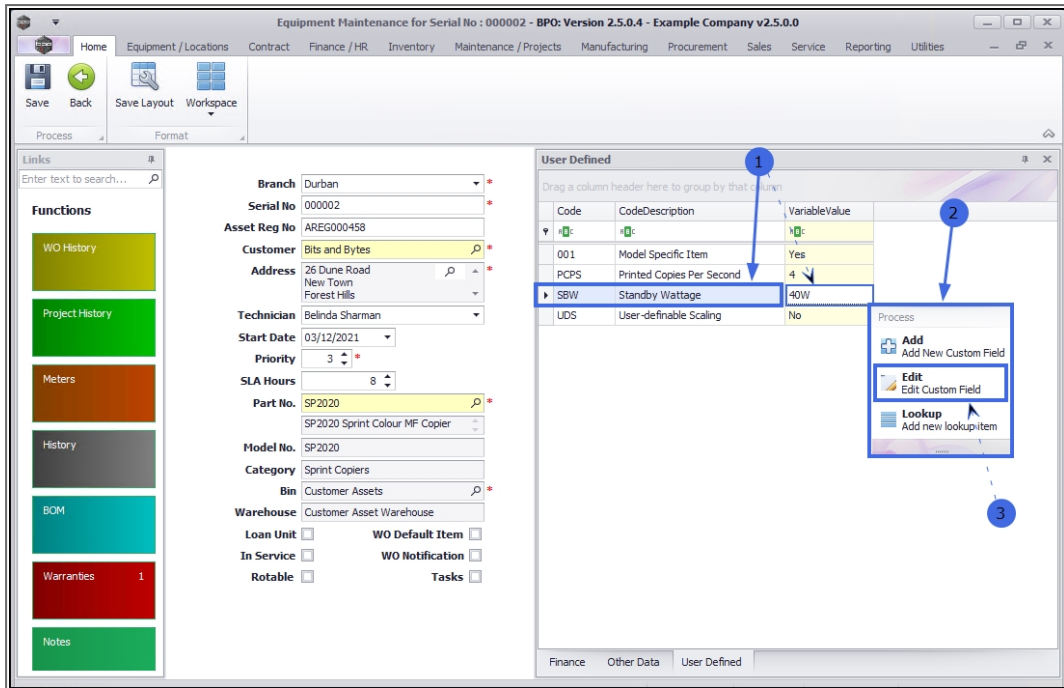 Equipment Maintenance for Serial No : 000002 - BPO: Version 2.5.0.4 - Example Company v2.5.0.0
Home Equipment / Locations Contract Finance / HR Inventory Maintenance / Projects Manufacturing Procurement Sales Service Reporting Utilities
Save Back Save Layout Workspace
Process Format
Links
Enter text to search...
Functions
WO History
Project History
Meters
History
BOM
Warranties 1
Notes
Branch Durban *
Serial No 000002 *
Asset Reg No AREG000458
Customer Bits and Bytes *
Address 26 Dune Road *
New Town
Forest Hills
Technician Belinda Sharman
Start Date 03/12/2021
Priority 3 *
SLA Hours 8
Part No. SP2020 *
SP2020 Sprint Colour MF Copier
Model No. SP2020
Category Sprint Copiers
Bin Customer Assets *
Warehouse Customer Asset Warehouse
Loan Unit WO Default Item
In Service WO Notification
Rotable Tasks
User Defined
1
Drag a column header here to group by that column
2
Code CodeDescription VariableValue
001 Model Specific Item Yes
PCPS Printed Copies Per Second 4
SBW Standby Wattage 40W
UDS User-definable Scaling No
Process
Add
Add New Custom Field
Edit
Edit Custom Field
Lookup
Add new lookup item
3
Finance Other Data User Defined